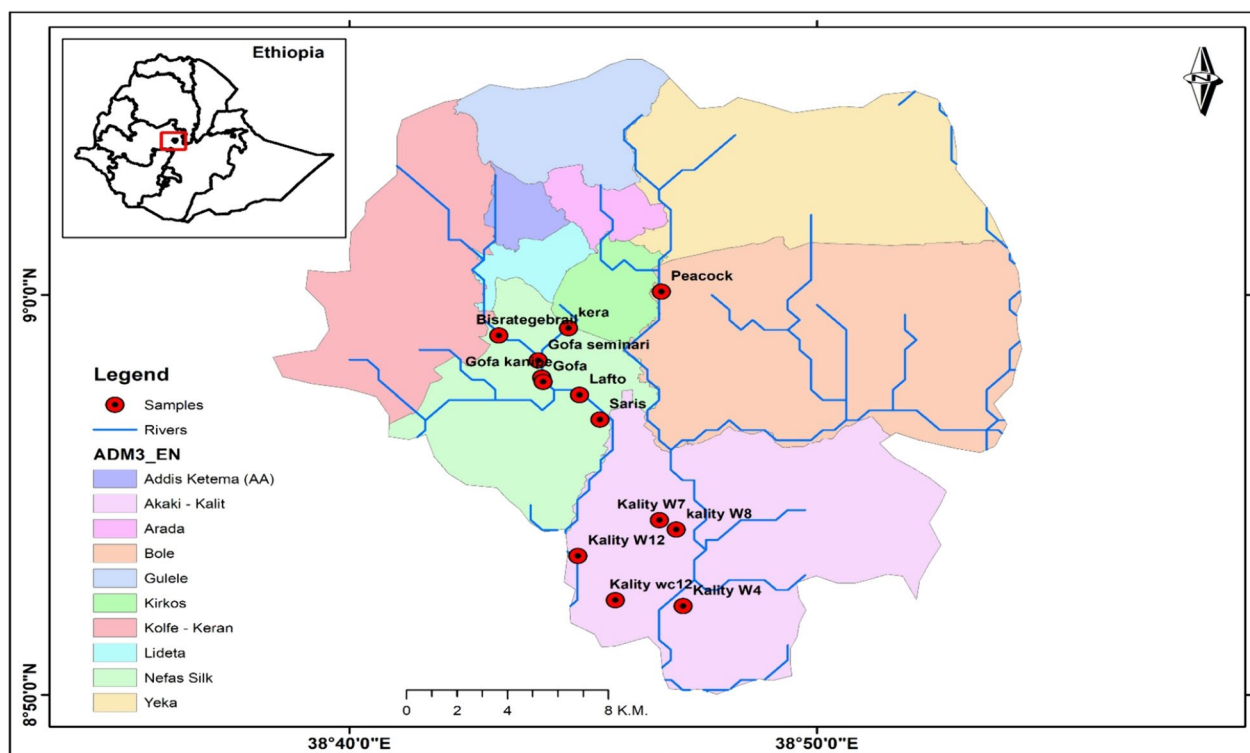 Ethiopia
N
9°0'0"N
8°50'0"N
Peacock
kera
Bisrategebrail
Gofa seminari
Gofa kamise
Gofa
Lafto
Saris
Kality W7
kality W8
Kality W12
Kality wc12
Kality W4
Legend
Samples
Rivers
ADM3_EN
Addis Ketema (AA)
Akaki - Kalit
Arada
Bole
Gulele
Kirkos
Kolfe - Keran
Lideta
Nefas Silk
Yeka
0 2 4 8 K.M.
38°40'0"E
38°50'0"E